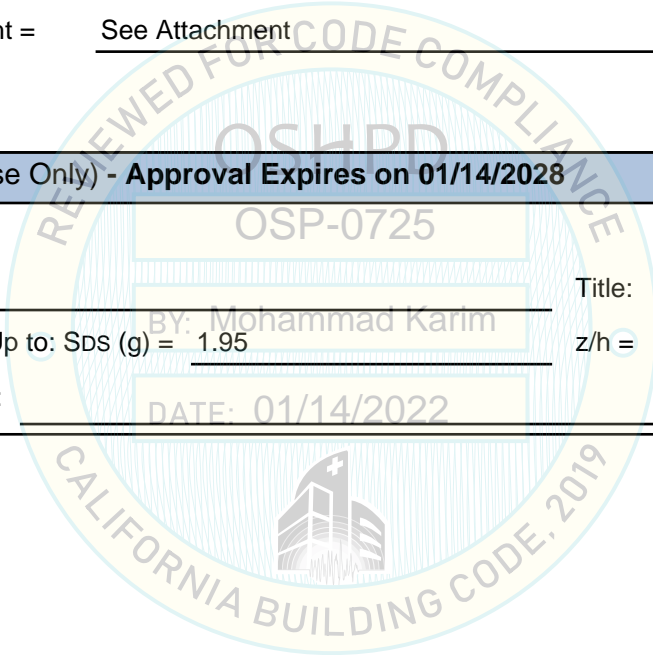 nt = See Attachment
REVIEWED FOR CODE COMPLIANCE
OSHPD
se Only) - Approval Expires on 01/14/2028
OSP-0725
Title:
BY: Mohammad Karim
Up to: SDS (g) = 1.95 z/h =
:
DATE: 01/14/2022
CALIFORNIA BUILDING CODE, 2019